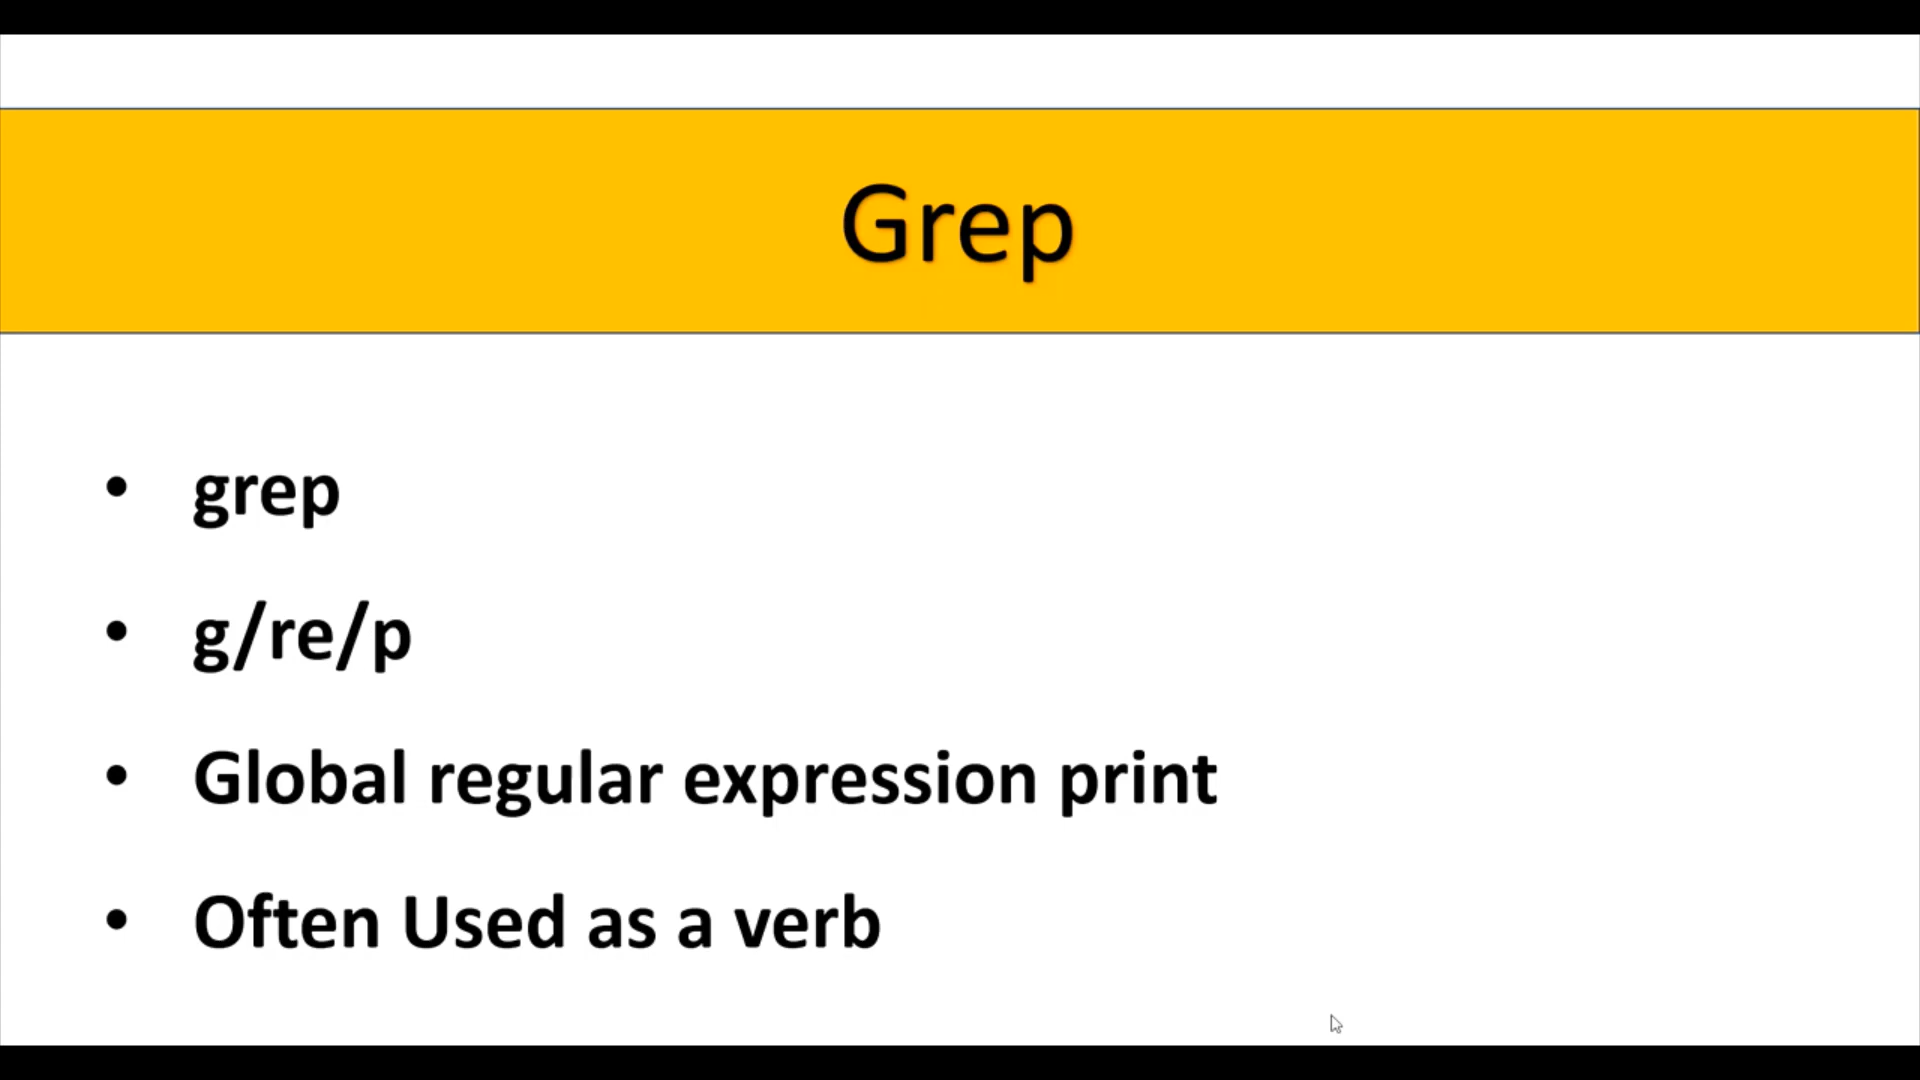 Grep
• grep
• g/re/p
• Global regular expression print
• Often Used as a verb